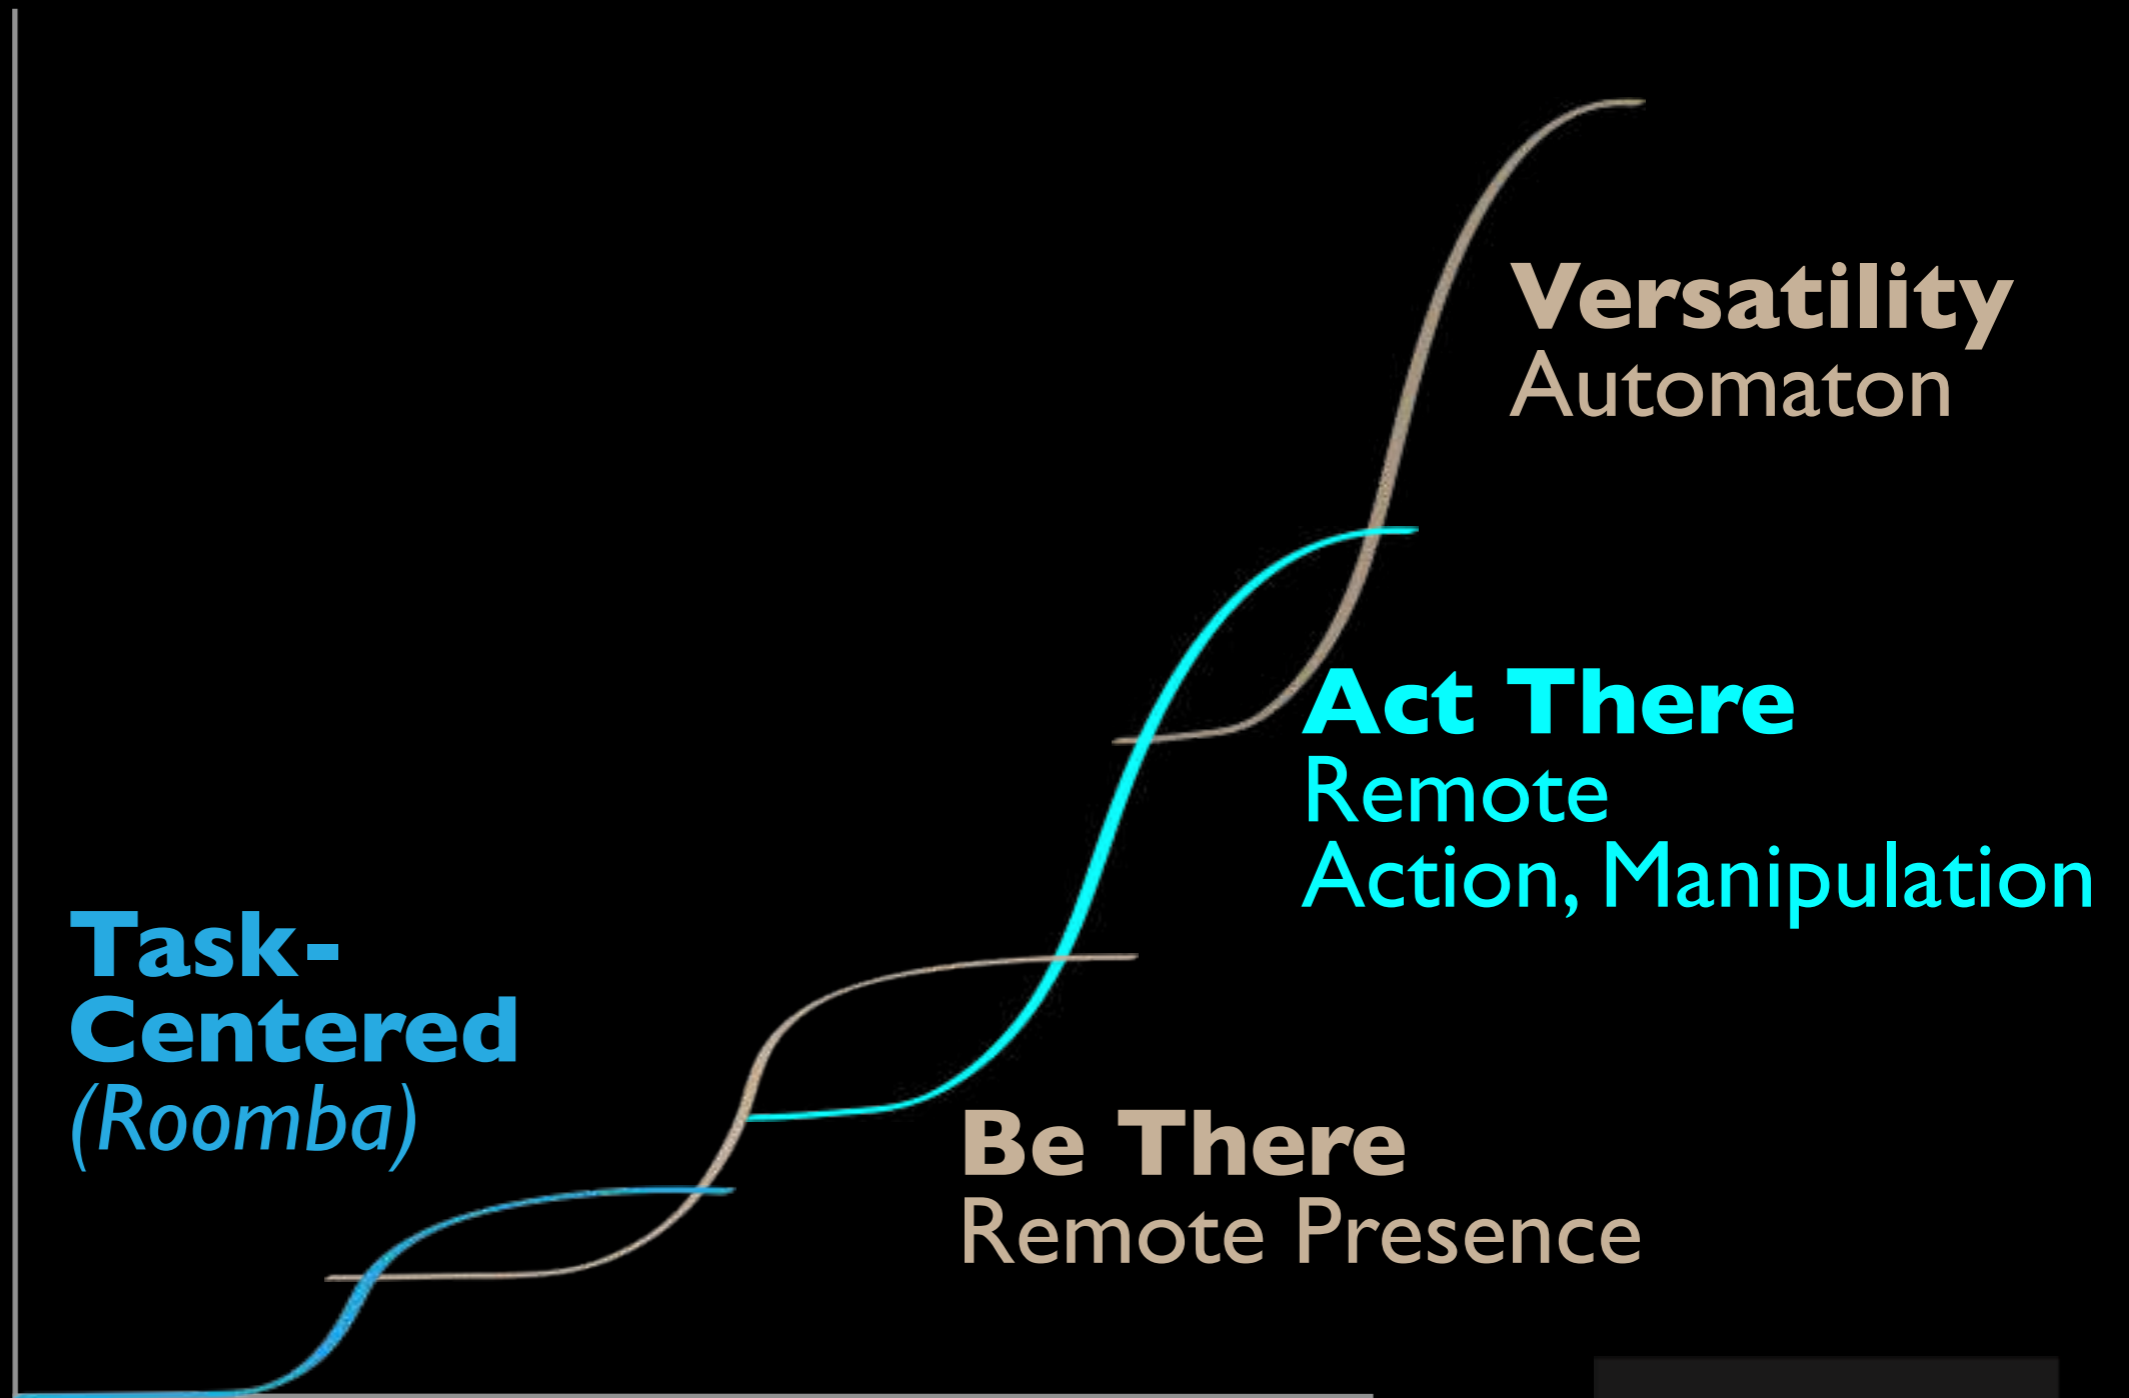 Versatility
Automaton
Act There
Remote
Action, Manipulation
Task-
Centered
(Roomba)
Be There
Remote Presence